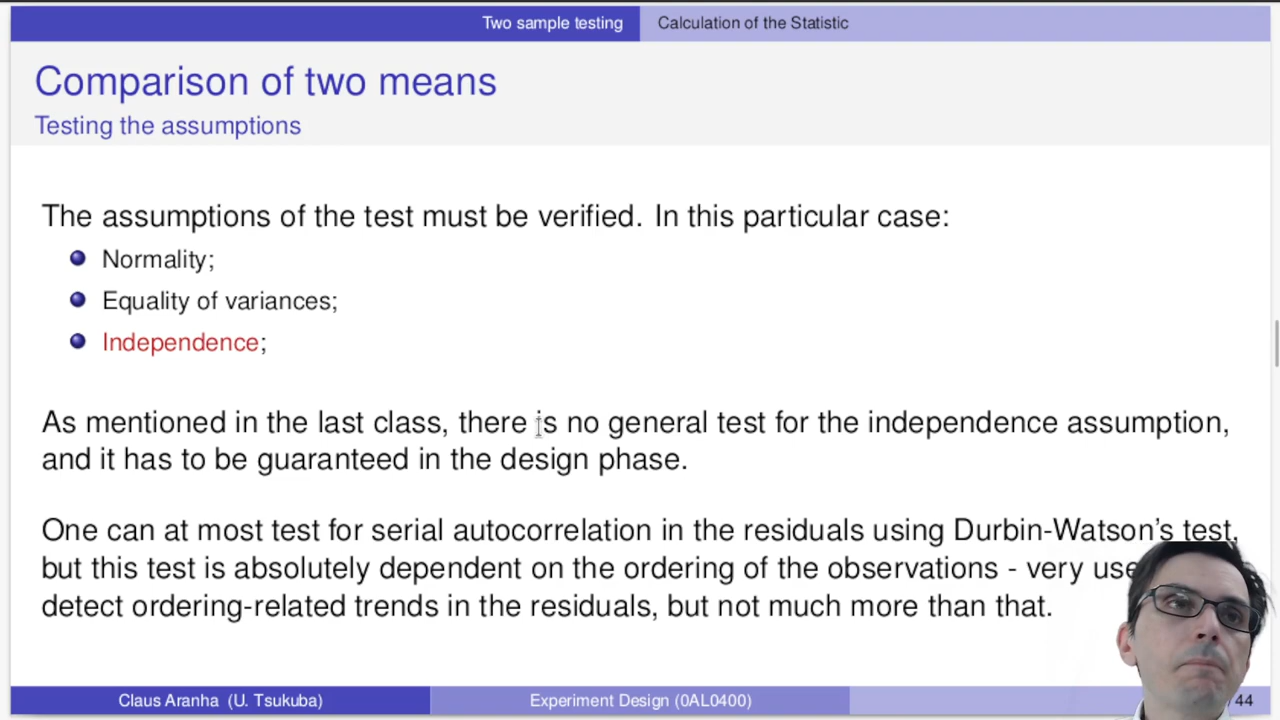 Two sample testing Calculation of the Statistic
Comparison of two means
Testing the assumptions
The assumptions of the test must be verified. In this particular case:
Normality;
Equality of variances;
Independence;
As mentioned in the last class, there is no general test for the independence assumption,
and it has to be guaranteed in the design phase.
One can at most test for serial autocorrelation in the residuals using Durbin-Watson's test,
but this test is absolutely dependent on the ordering of the observations - very
detect ordering-related trends in the residuals, but not much more than that.
Claus Aranha (U. Tsukuba) Experiment Design (0AL0400) / 44